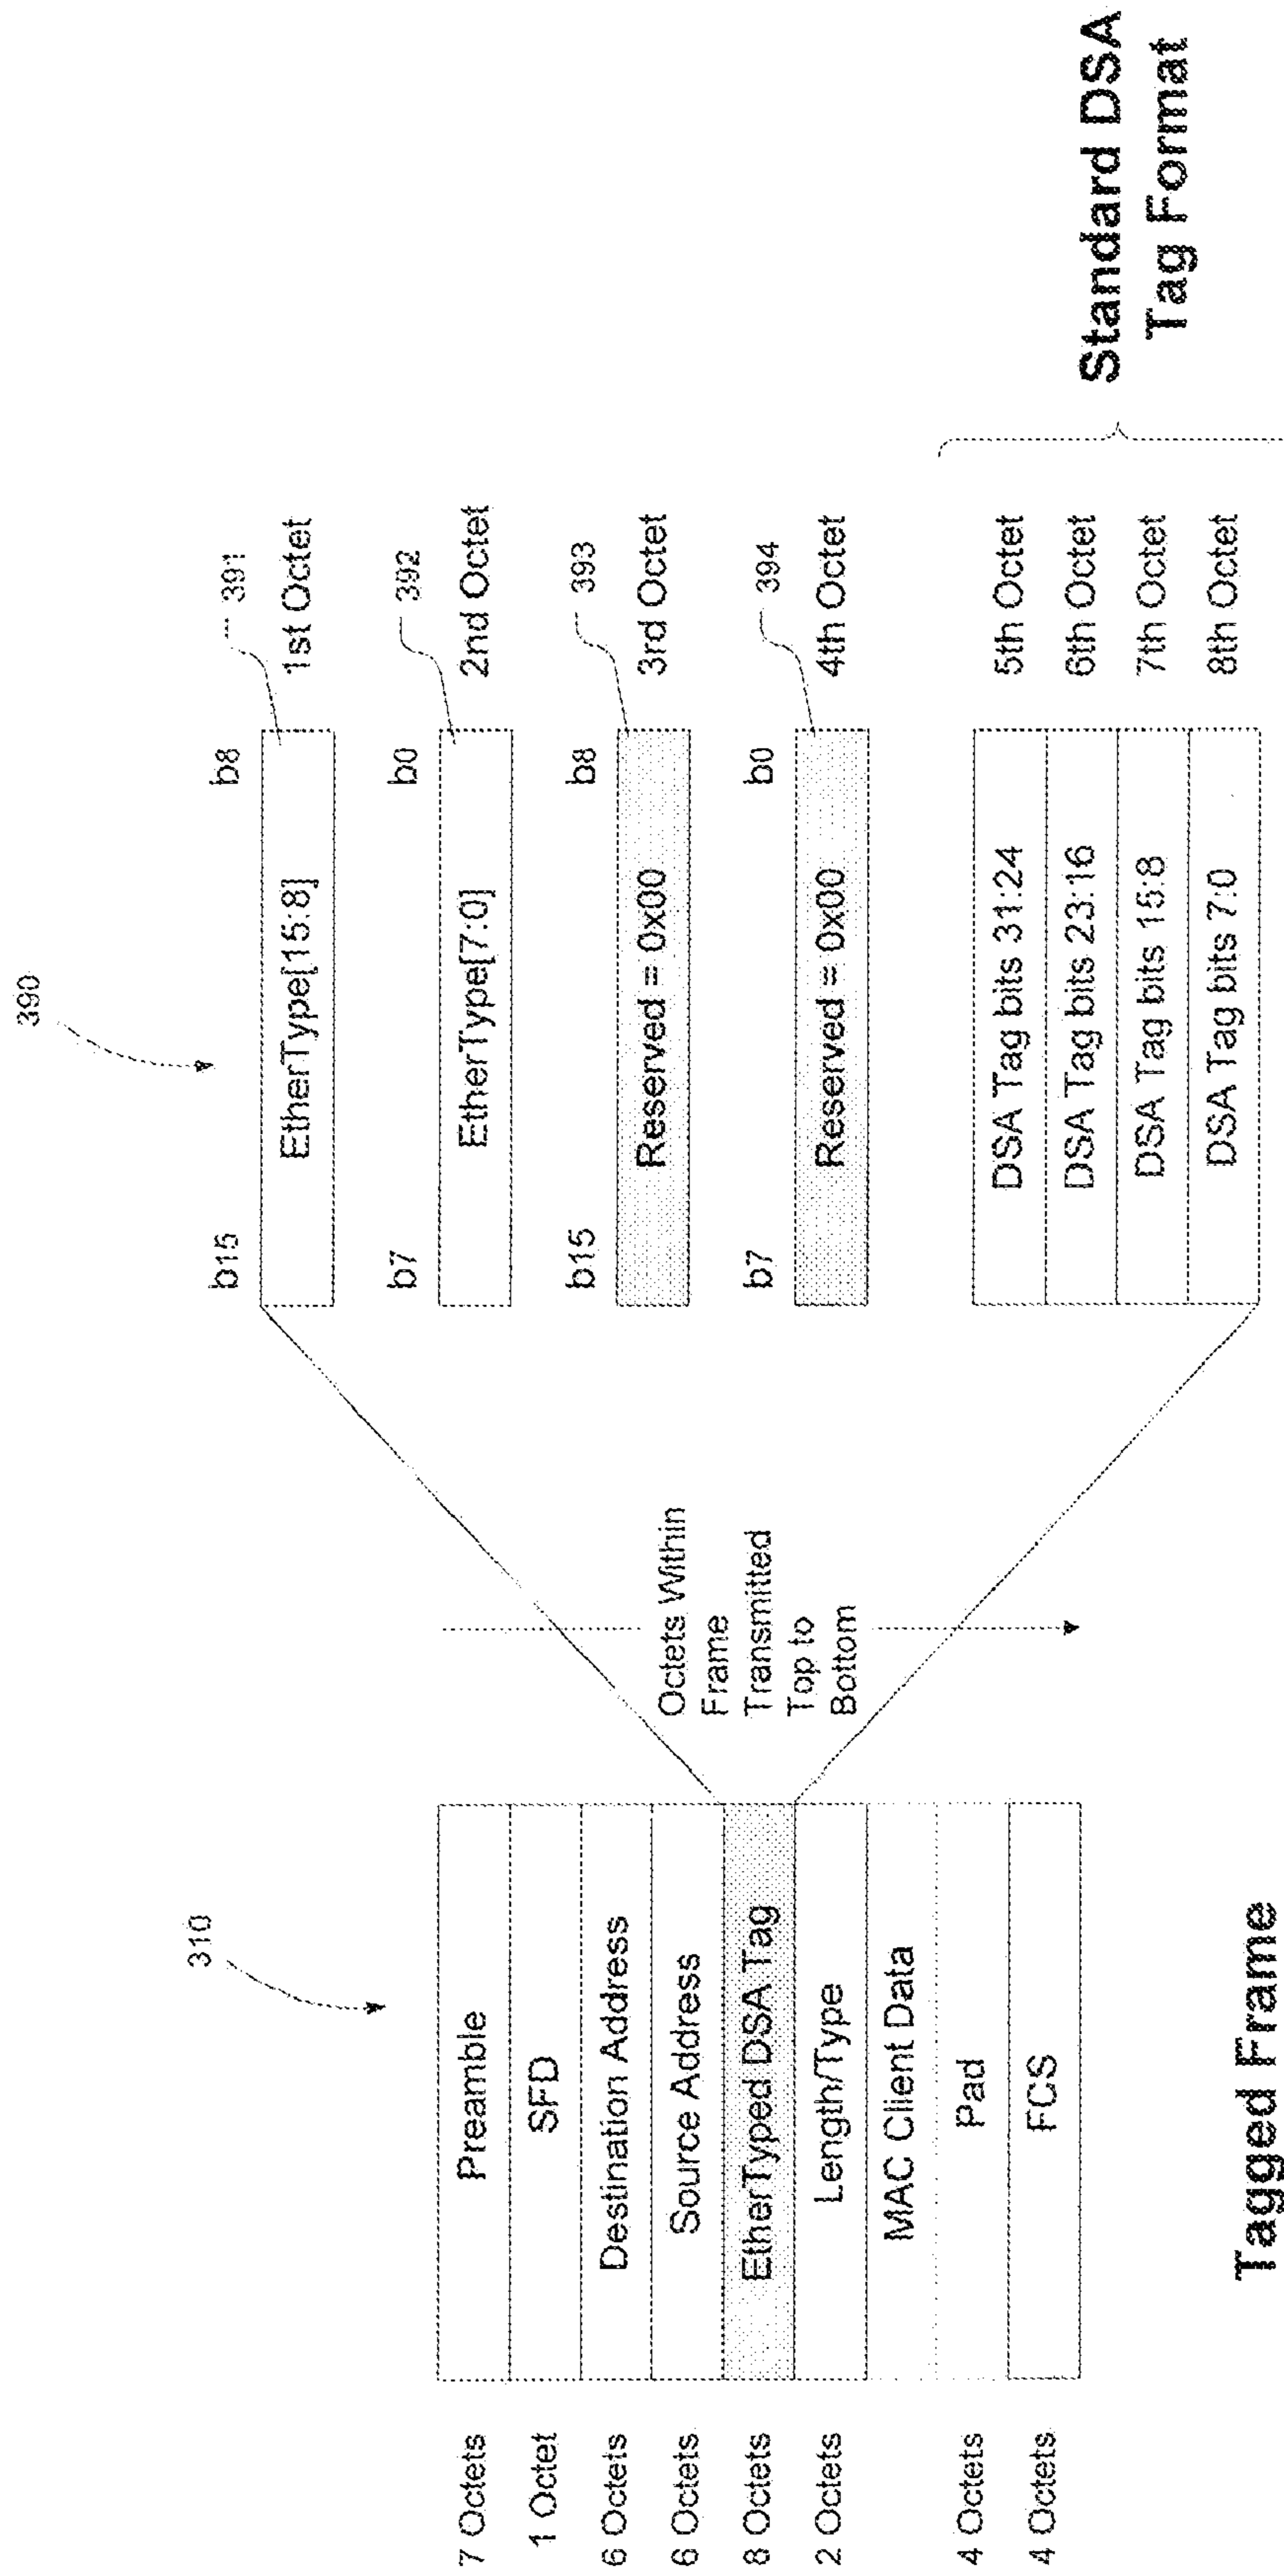 310
7 Octets Preamble
1 Octet SFD
6 Octets Destination Address
6 Octets Source Address
8 Octets EtherTyped DSA Tag
2 Octets Length/Type
MAC Client Data
4 Octets Pad
4 Octets FCS
Tagged Frame
Octets Within
Frame
Transmitted
Top to
Bottom
390
b15 b8
391
EtherType[15:8] 1st Octet
b7 b0
392
EtherType[7:0] 2nd Octet
b15 b8
393
Reserved = 0x00 3rd Octet
b7 b0
394
Reserved = 0x00 4th Octet
DSA Tag bits 31:24 5th Octet
DSA Tag bits 23:16 6th Octet
DSA Tag bits 15:8 7th Octet
DSA Tag bits 7:0 8th Octet
Standard DSA
Tag Format